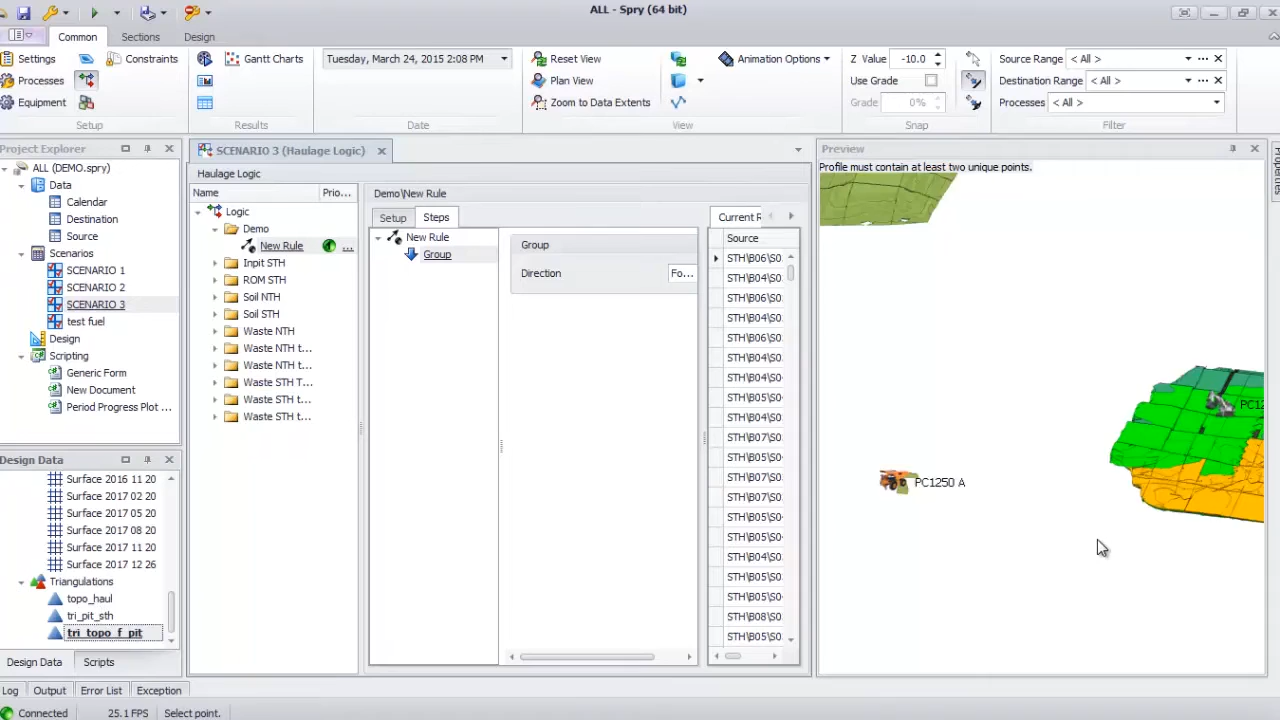 ALL - Spry (64 bit)
Common Sections Design
Settings
Constraints
Processes
Equipment
Setup
Gantt Charts
Results
Tuesday, March 24, 2015 2:08 PM
Date
Reset View
Plan View
Zoom to Data Extents
Animation Options
View
Z Value -10.0
Use Grade
Grade: 0%
Snap
Source Range < All >
Destination Range < All >
Processes < All >
Filter
Project Explorer
ALL (DEMO.spry)
Data
Calendar
Destination
Source
Scenarios
SCENARIO 1
SCENARIO 2
SCENARIO 3
test fuel
Design
Scripting
Generic Form
New Document
Period Progress Plot ...
Design Data
Surface 2016 11 20
Surface 2017 02 20
Surface 2017 05 20
Surface 2017 08 20
Surface 2017 11 20
Surface 2017 12 26
Triangulations
topo_haul
tri_pit_sth
tri_topo_f_pit
Design Data Scripts
SCENARIO 3 (Haulage Logic)
Haulage Logic
Name Prio...
Logic
Demo
New Rule ...
Inpit STH
ROM STH
Soil NTH
Soil STH
Waste NTH
Waste NTH t...
Waste NTH t...
Waste STH T...
Waste STH t...
Waste STH t...
Demo\New Rule
Setup Steps
New Rule
Group
Group
Direction Fo...
Current R
Source
STH\B06\S0
STH\B04\S0
STH\B06\S0
STH\B04\S0
STH\B06\S0
STH\B04\S0
STH\B04\S0
STH\B05\S0
STH\B04\S0
STH\B07\S0
STH\B05\S0
STH\B07\S0
STH\B07\S0
STH\B05\S0
STH\B05\S0
STH\B04\S0
STH\B05\S0
STH\B05\S0
STH\B08\S0
STH\B05\S0
Preview
Profile must contain at least two unique points.
PC12
PC1250 A
Log Output Error List Exception
Connected 25.1 FPS Select point.